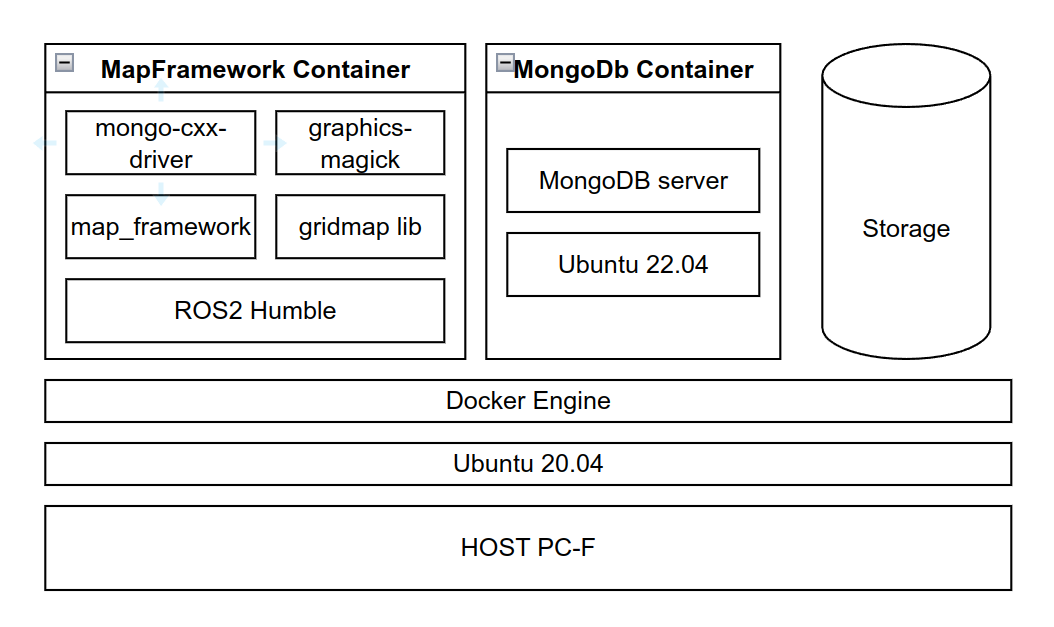 MapFramework Container
MongoDb Container
mongo-cxx-
driver
graphics-
magick
map_framework
gridmap lib
ROS2 Humble
MongoDB server
Ubuntu 22.04
Storage
Docker Engine
Ubuntu 20.04
HOST PC-F